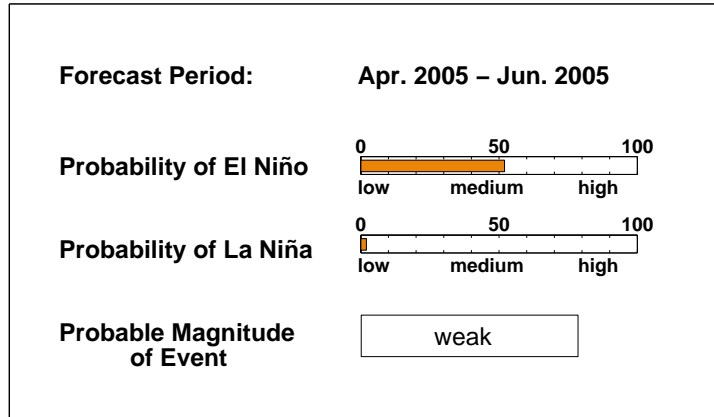 Forecast Period: Apr. 2005 – Jun. 2005
0 50 100
Probability of El Niño
low medium high
0 50 100
Probability of La Niña
low medium high
Probable Magnitude
of Event
weak